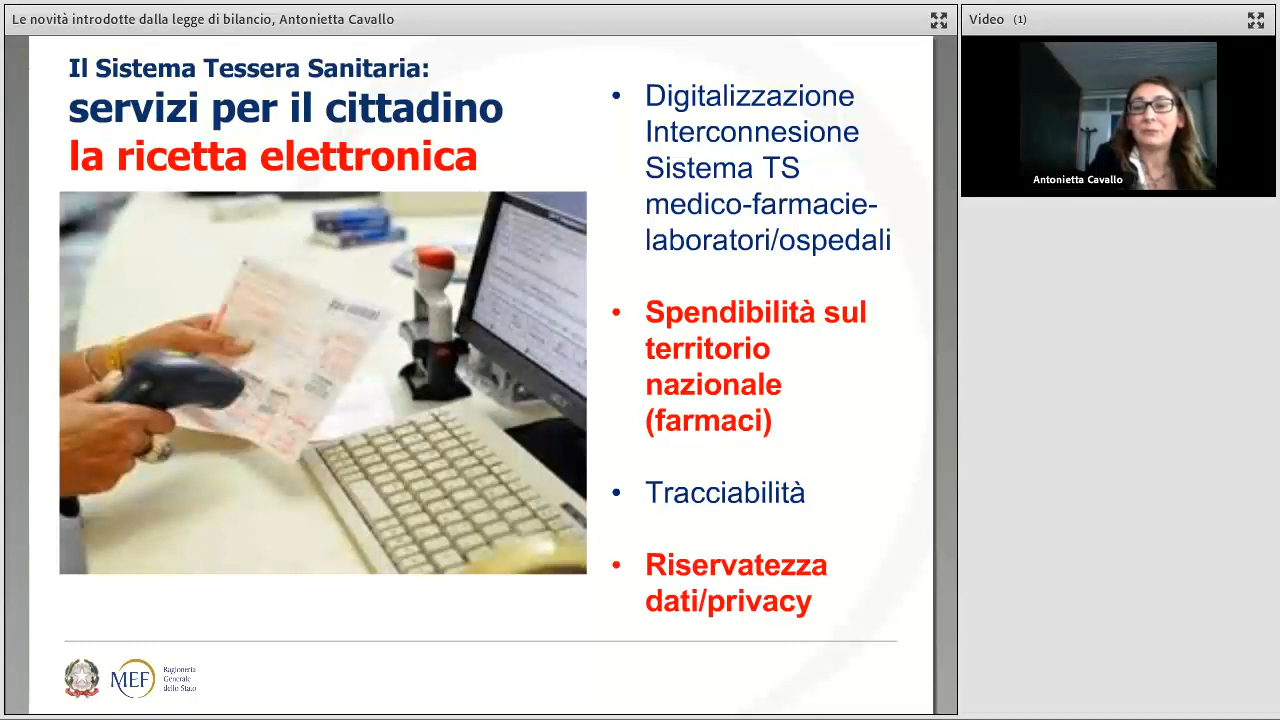 Le novità introdotte dalla legge di bilancio, Antonietta Cavallo
Video (1)
Il Sistema Tessera Sanitaria:
servizi per il cittadino
la ricetta elettronica
• Digitalizzazione
Interconnesione
Sistema TS
medico-farmacie-
laboratori/ospedali
• Spendibilità sul
territorio
nazionale
(farmaci)
• Tracciabilità
• Riservatezza
dati/privacy
MEF
Ragioneria
Generale
dello Stato
Antonietta Cavallo